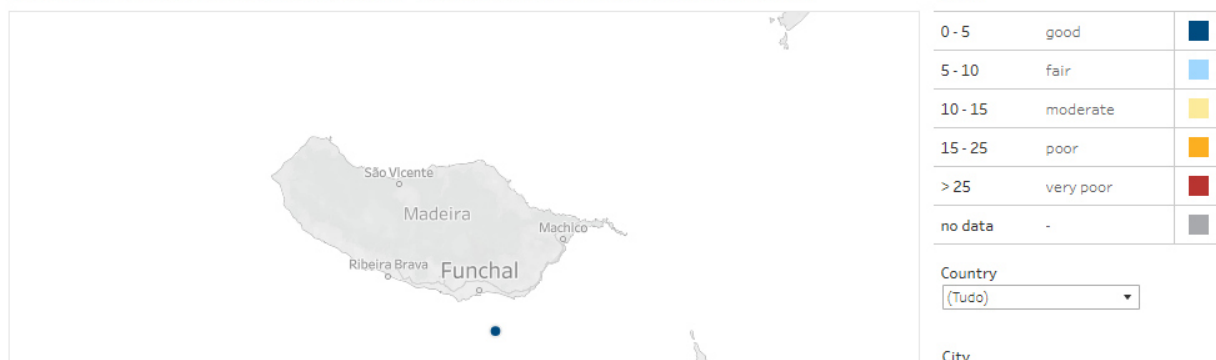 0 - 5 good
5 - 10 fair
10 - 15 moderate
15 - 25 poor
> 25 very poor
no data -
São Vicente
Madeira
Machico
Ribeira Brava
Funchal
Country
(Tudo)
City